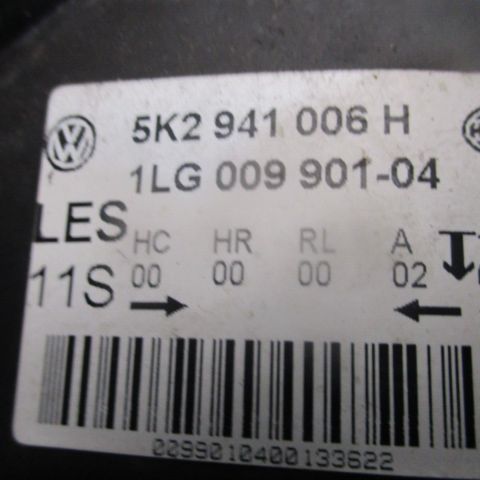 5K2 941 006 H
1LG 009 901-04
LES
HC HR RL A
00 00 00 02
11S
0099010400133622